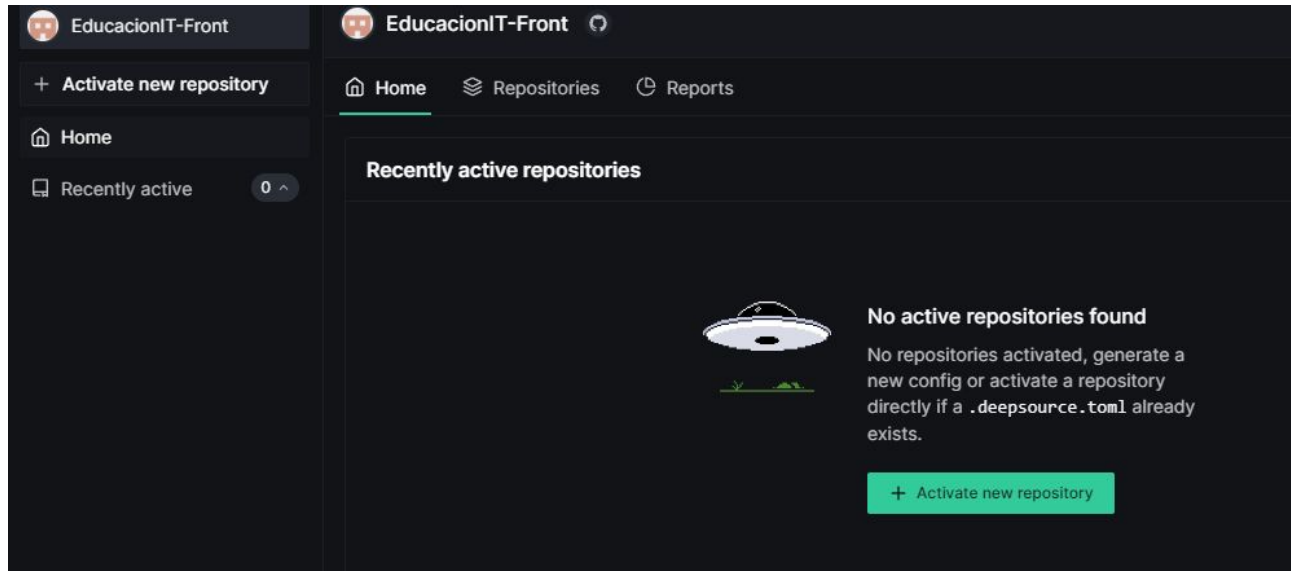 EducacionIT-Front
+ Activate new repository
Home
Recently active 0
EducacionIT-Front
Home Repositories Reports
Recently active repositories
No active repositories found
No repositories activated, generate a
new config or activate a repository
directly if a .deepsource.toml already
exists.
+ Activate new repository